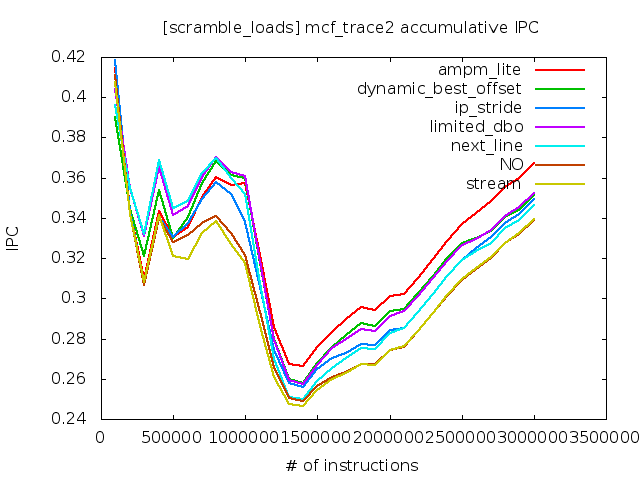 [scramble_loads] mcf_trace2 accumulative IPC
0.42
0.4
0.38
0.36
0.34
0.32
0.3
0.28
0.26
0.24
IPC
ampm_lite
dynamic_best_offset
ip_stride
limited_dbo
next_line
NO
stream
0 500000 1000000 1500000 2000000 2500000 3000000 3500000
# of instructions